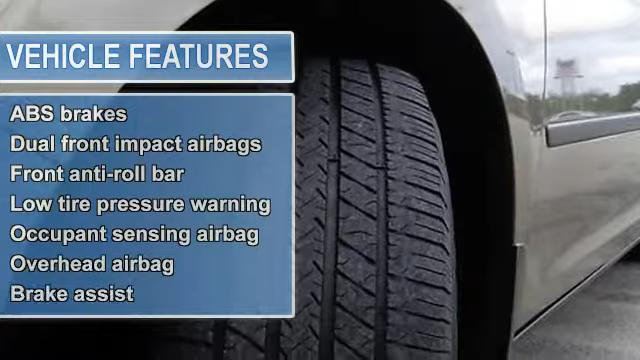 VEHICLE FEATURES
ABS brakes
Dual front impact airbags
Front anti-roll bar
Low tire pressure warning
Occupant sensing airbag
Overhead airbag
Brake assist